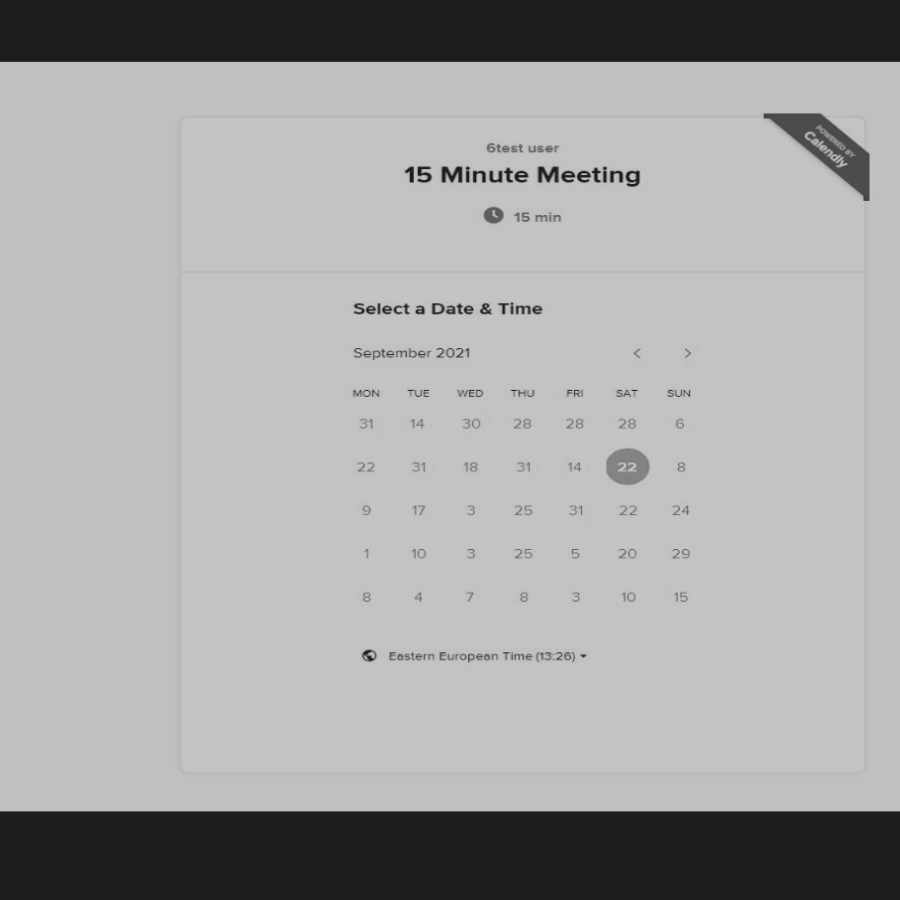 POWERED BY
Calendly
6test user
15 Minute Meeting
15 min
Select a Date & Time
September 2021
MON TUE WED THU FRI SAT SUN
31 14 30 28 28 28 6
22 31 18 31 14 22 8
9 17 3 25 31 22 24
1 10 3 25 5 20 29
8 4 7 8 3 10 15
Eastern European Time (13:26)